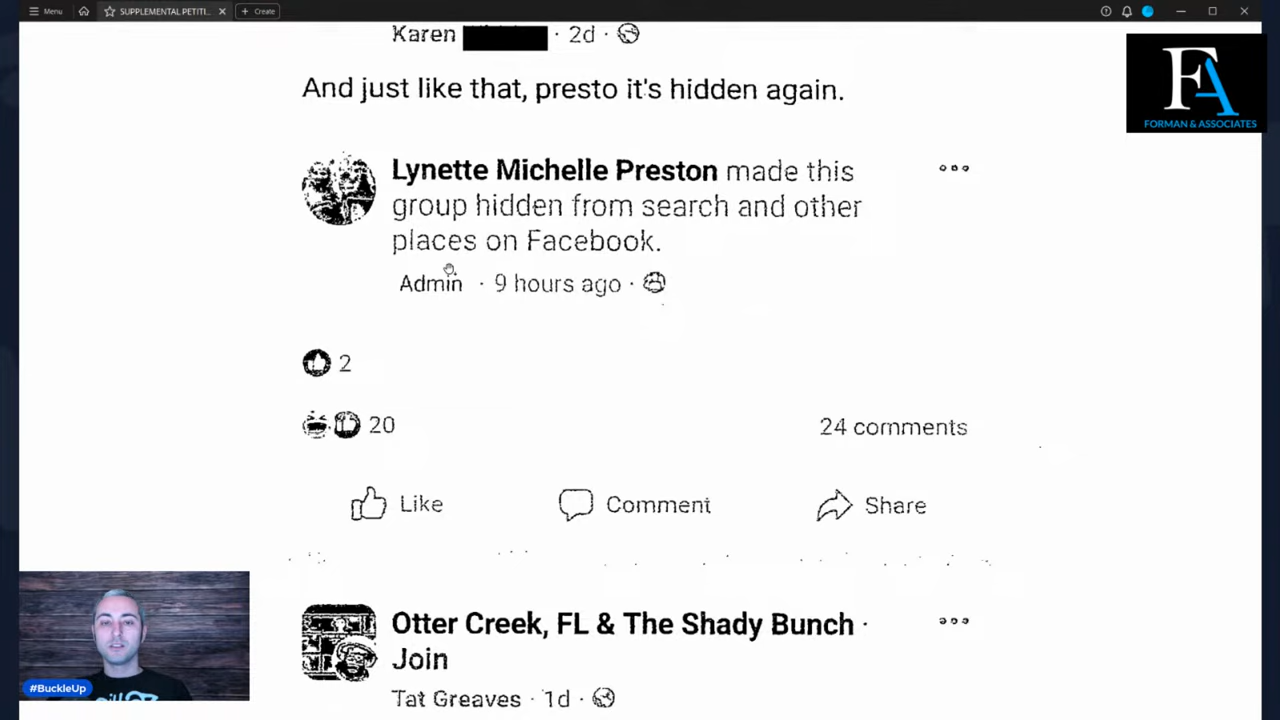 Menu
SUPPLEMENTAL PETITI...
Create
Karen · 2d ·
And just like that, presto it's hidden again.
FA
FORMAN & ASSOCIATES
Lynette Michelle Preston made this
group hidden from search and other
places on Facebook.
Admin · 9 hours ago ·
2
20
24 comments
Like
Comment
Share
Otter Creek, FL & The Shady Bunch ·
Join
Tat Greaves · 1d ·
#BuckleUp